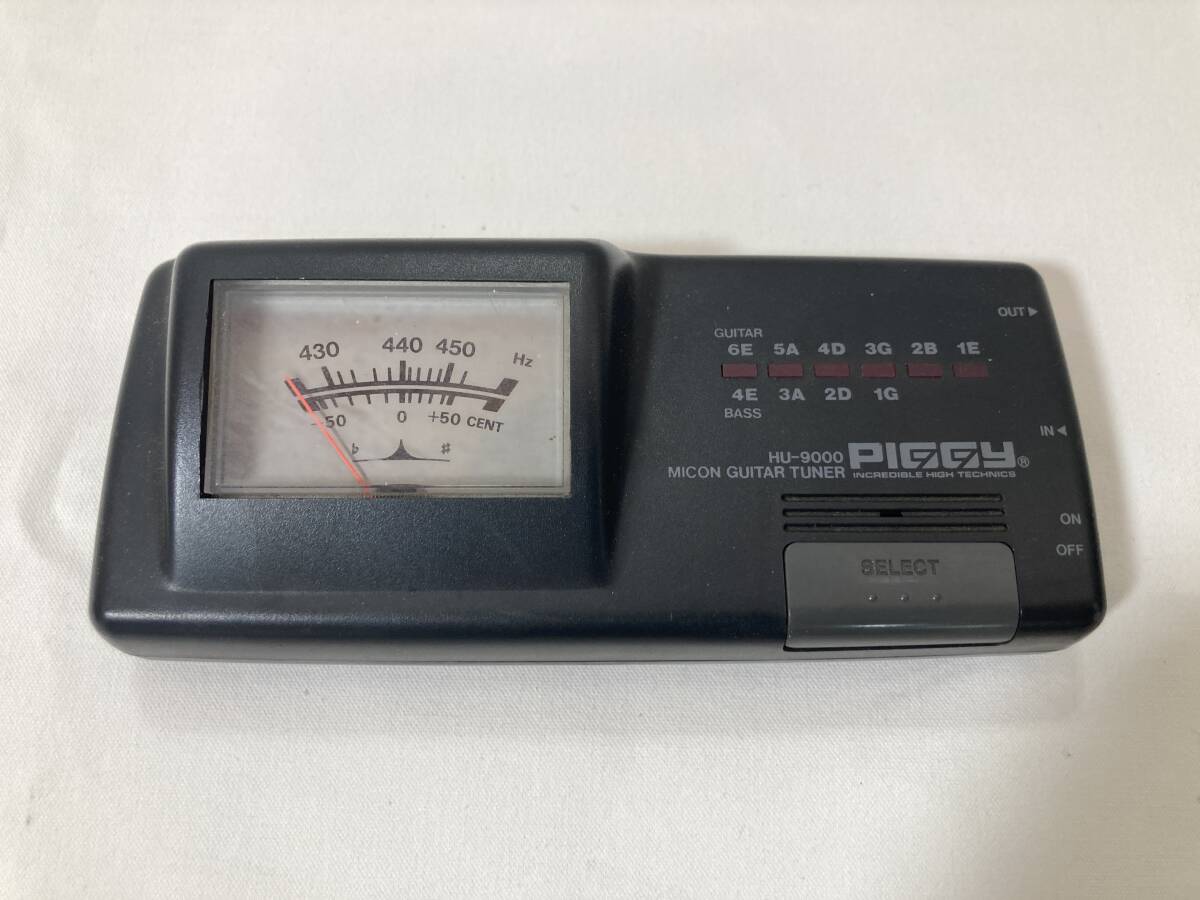 430 440 450 Hz
-50 0 +50 CENT
♭ ♯
OUT ▶
GUITAR
6E 5A 4D 3G 2B 1E
4E 3A 2D 1G
BASS
IN ◀
HU-9000
MICON GUITAR TUNER
PIGGY®
INCREDIBLE HIGH TECHNICS
ON
OFF
SELECT